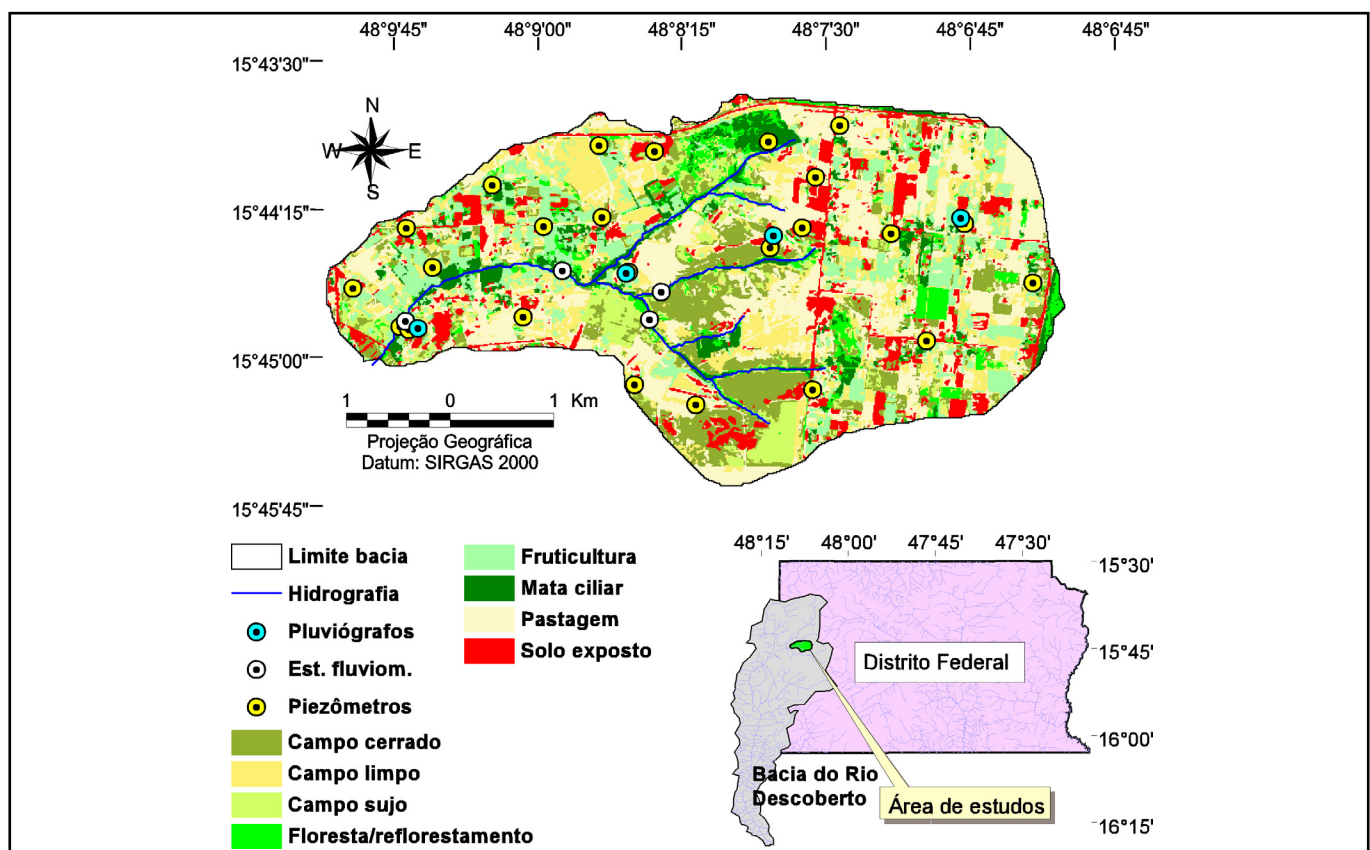 48°9'45" 48°9'00" 48°8'15" 48°7'30" 48°6'45" 48°6'45"
15°43'30"
N
W E
S
15°44'15"
15°45'00"
1 0 1 Km
Projeção Geográfica
Datum: SIRGAS 2000
15°45'45"
Limite bacia
Hidrografia
Pluviógrafos
Est. fluviom.
Piezômetros
Campo cerrado
Campo limpo
Campo sujo
Floresta/reflorestamento
Fruticultura
Mata ciliar
Pastagem
Solo exposto
48°15' 48°00' 47°45' 47°30'
15°30'
15°45'
16°00'
16°15'
Distrito Federal
Bacia do Rio
Descoberto
Área de estudos